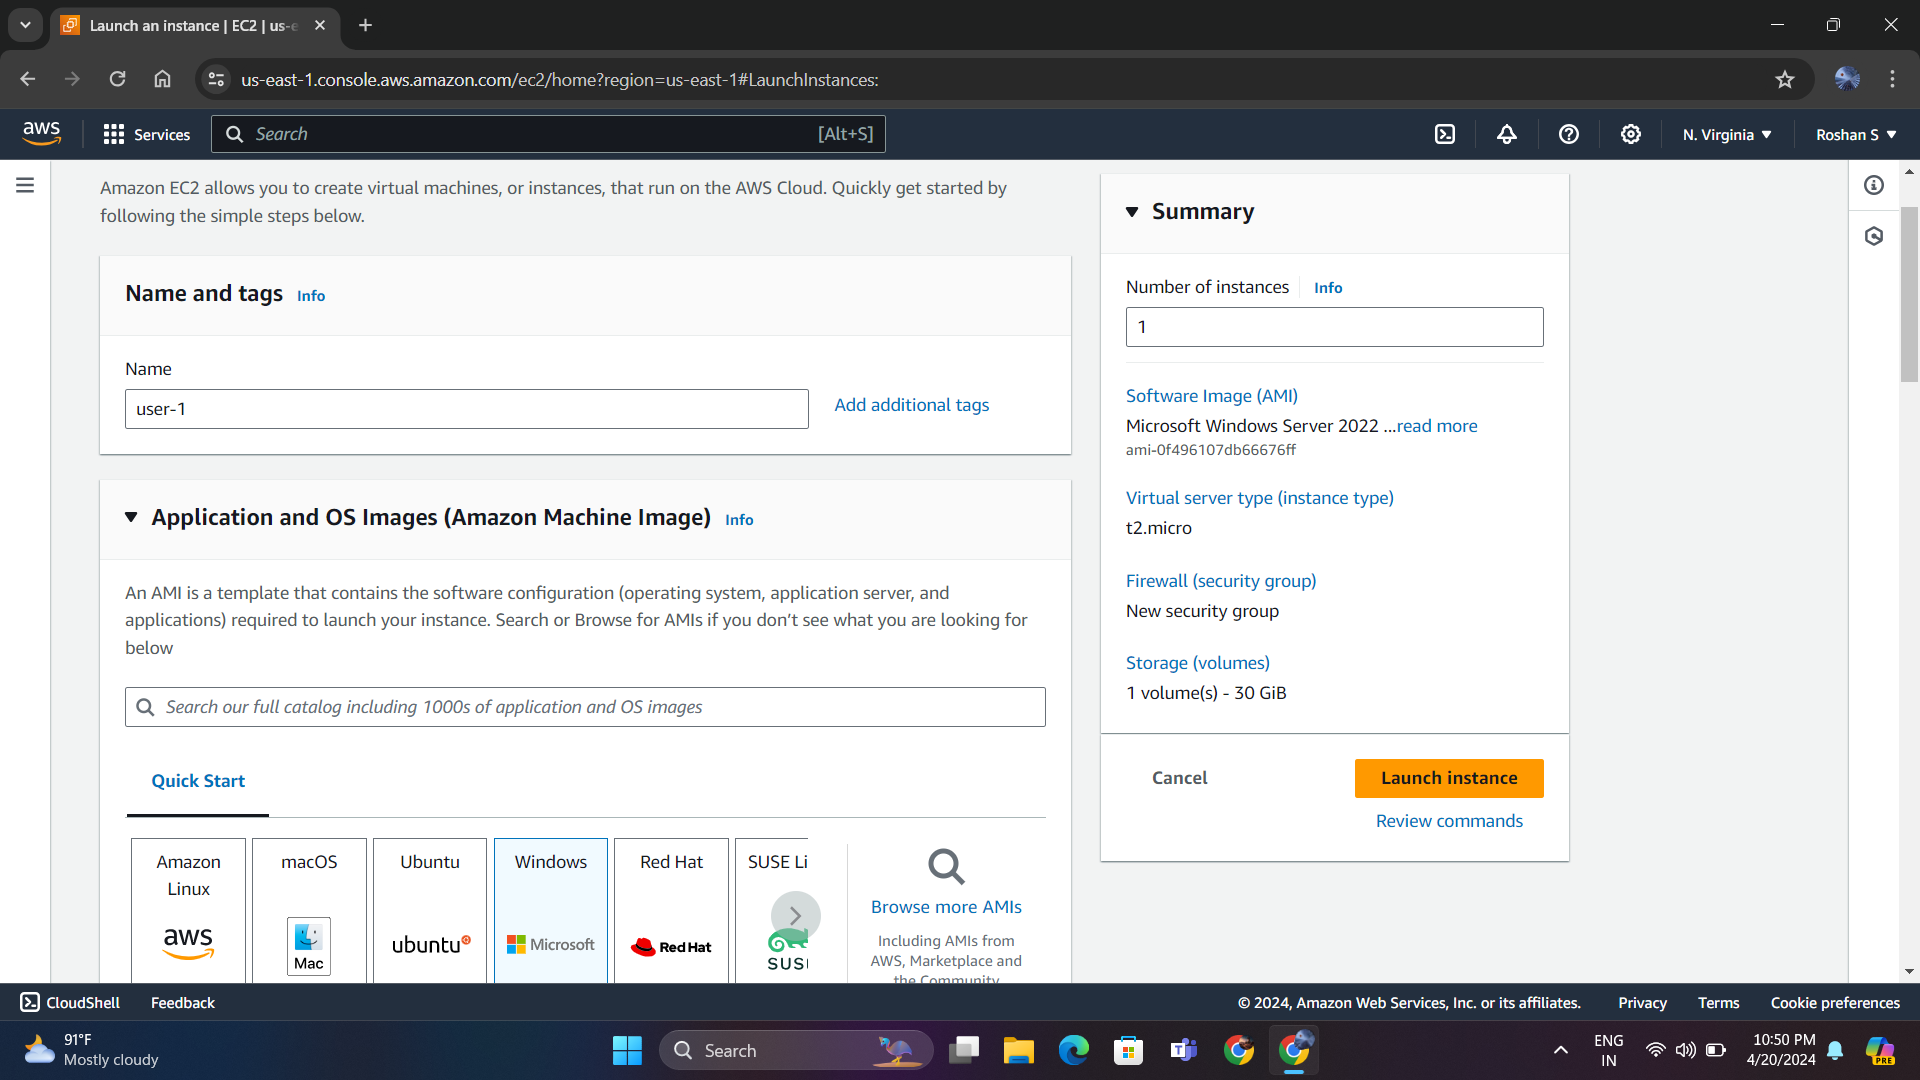 Launch an instance | EC2 | us-e
us-east-1.console.aws.amazon.com/ec2/home?region=us-east-1#LaunchInstances:
aws
Services
Search
[Alt+S]
N. Virginia
Roshan S
Amazon EC2 allows you to create virtual machines, or instances, that run on the AWS Cloud. Quickly get started by
following the simple steps below.
Name and tags Info
Name
user-1
Add additional tags
Application and OS Images (Amazon Machine Image) Info
An AMI is a template that contains the software configuration (operating system, application server, and
applications) required to launch your instance. Search or Browse for AMIs if you don’t see what you are looking for
below
Search our full catalog including 1000s of application and OS images
Quick Start
Amazon
Linux
aws
macOS
Mac
Ubuntu
ubuntu
Windows
Microsoft
Red Hat
Red Hat
SUSE Li
SUS
Browse more AMIs
Including AMIs from
AWS, Marketplace and
the Community
Summary
Number of instances Info
1
Software Image (AMI)
Microsoft Windows Server 2022 ...read more
ami-0f496107db66676ff
Virtual server type (instance type)
t2.micro
Firewall (security group)
New security group
Storage (volumes)
1 volume(s) - 30 GiB
Cancel
Launch instance
Review commands
CloudShell
Feedback
© 2024, Amazon Web Services, Inc. or its affiliates.
Privacy
Terms
Cookie preferences
91°F
Mostly cloudy
Search
ENG
IN
10:50 PM
4/20/2024
PRE